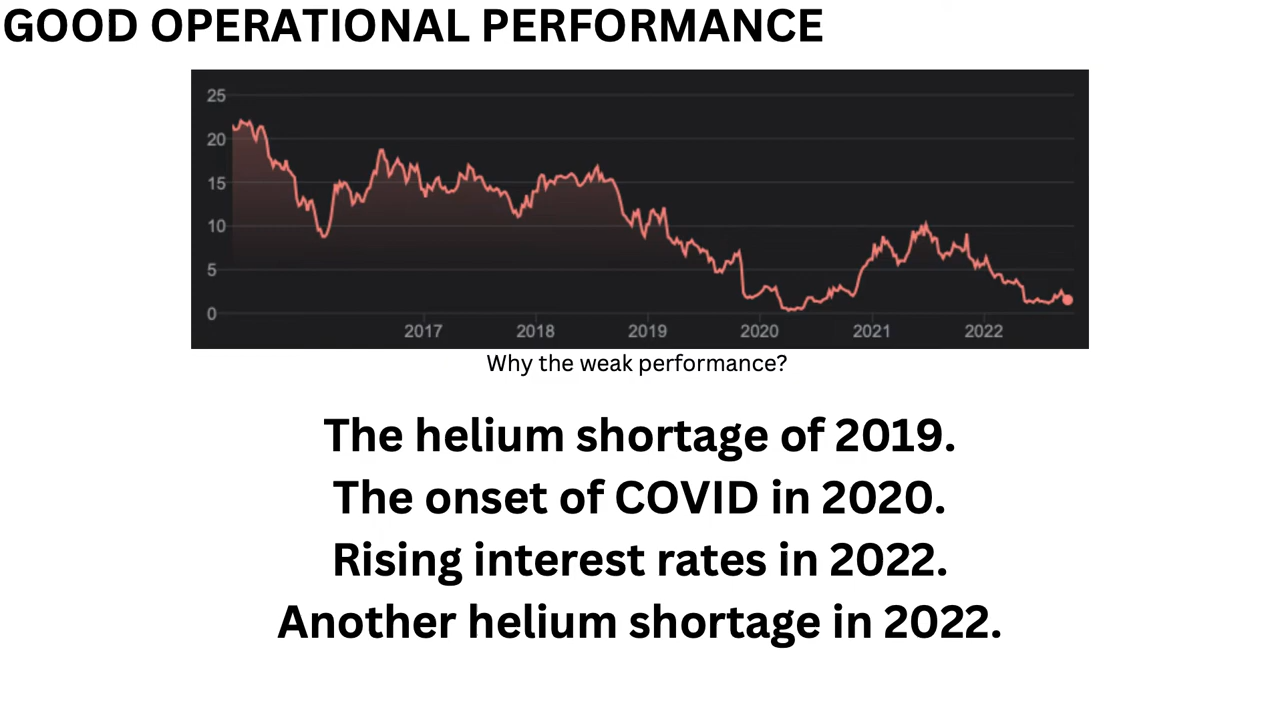 GOOD OPERATIONAL PERFORMANCE
25
20
15
10
5
0
2017 2018 2019 2020 2021 2022
Why the weak performance?
The helium shortage of 2019.
The onset of COVID in 2020.
Rising interest rates in 2022.
Another helium shortage in 2022.